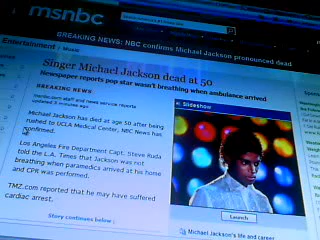 msnbc
BREAKING NEWS: NBC confirms Michael Jackson pronounced dead
Entertainment / Music
Singer Michael Jackson dead at 50
Newspaper reports pop star wasn't breathing when ambulance arrived
BREAKING NEWS
msnbc.com staff and news service reports
updated 3 minutes ago
Michael Jackson has died at age 50 after being
rushed to UCLA Medical Center, NBC News has
confirmed.
Los Angeles Fire Department Capt. Steve Ruda
told the L.A. Times that Jackson was not
breathing when paramedics arrived at his home
and CPR was performed.
TMZ.com reported that he may have suffered
cardiac arrest.
Story continues below ↓
Slideshow
Launch
Michael Jackson's life and career